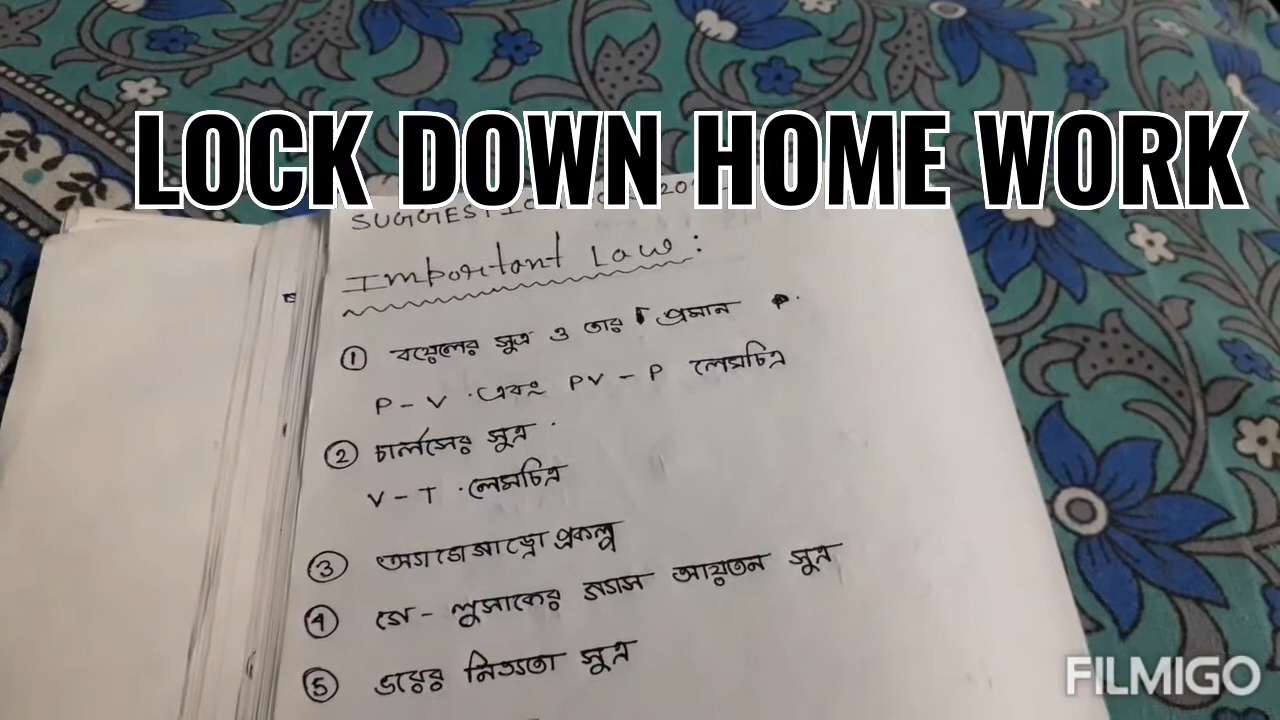 LOCK DOWN HOME WORK
Important Law:
① বয়েলের সূত্র ও তার প্রমান
P - V এবং PV - P লেখচিত্র
② চার্লসের সূত্র
V - T লেখচিত্র
③ অ্যাভোগাড্রো প্রকল্প
④ গে - লুসাকের গ্যাস আয়তন সূত্র
⑤ ভরের নিত্যতা সূত্র
FILMIGO